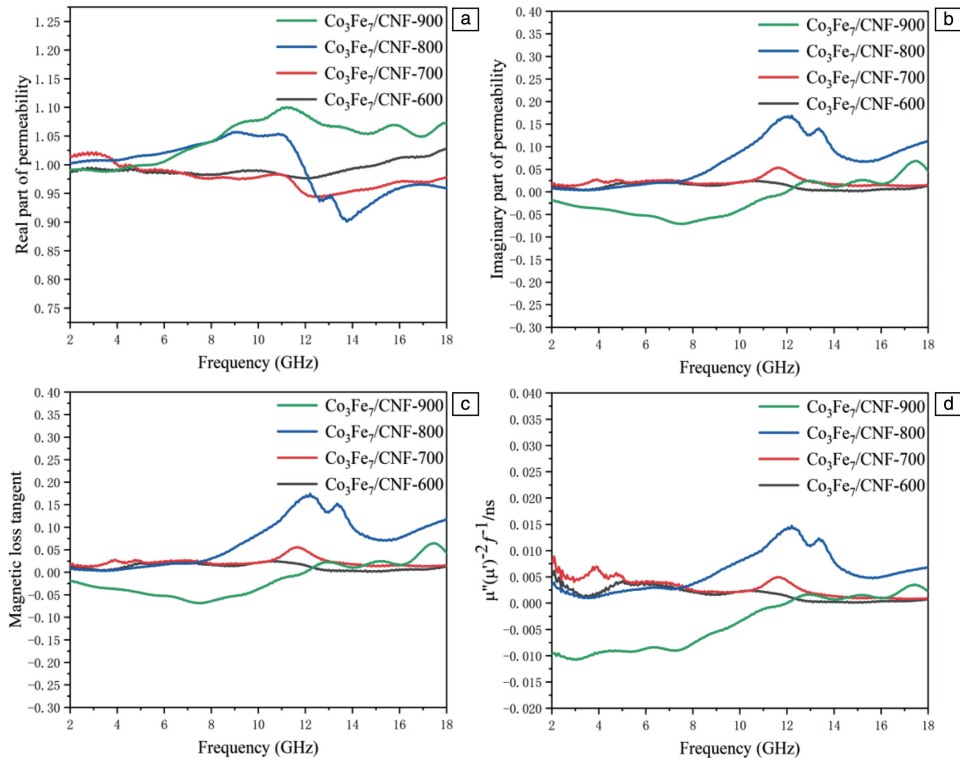 a
Co₃Fe₇/CNF-900
Co₃Fe₇/CNF-800
Co₃Fe₇/CNF-700
Co₃Fe₇/CNF-600
Real part of permeability
1.25
1.20
1.15
1.10
1.05
1.00
0.95
0.90
0.85
0.80
0.75
2 4 6 8 10 12 14 16 18
Frequency (GHz)
b
Co₃Fe₇/CNF-900
Co₃Fe₇/CNF-800
Co₃Fe₇/CNF-700
Co₃Fe₇/CNF-600
Imaginary part of permeability
0.40
0.35
0.30
0.25
0.20
0.15
0.10
0.05
0.00
-0.05
-0.10
-0.15
-0.20
-0.25
-0.30
2 4 6 8 10 12 14 16 18
Frequency (GHz)
c
Co₃Fe₇/CNF-900
Co₃Fe₇/CNF-800
Co₃Fe₇/CNF-700
Co₃Fe₇/CNF-600
Magnetic loss tangent
0.40
0.35
0.30
0.25
0.20
0.15
0.10
0.05
0.00
-0.05
-0.10
-0.15
-0.20
-0.25
-0.30
2 4 6 8 10 12 14 16 18
Frequency (GHz)
d
Co₃Fe₇/CNF-900
Co₃Fe₇/CNF-800
Co₃Fe₇/CNF-700
Co₃Fe₇/CNF-600
μ″(μ′)⁻²f⁻¹/ns
0.040
0.035
0.030
0.025
0.020
0.015
0.010
0.005
0.000
-0.005
-0.010
-0.015
-0.020
2 4 6 8 10 12 14 16 18
Frequency (GHz)